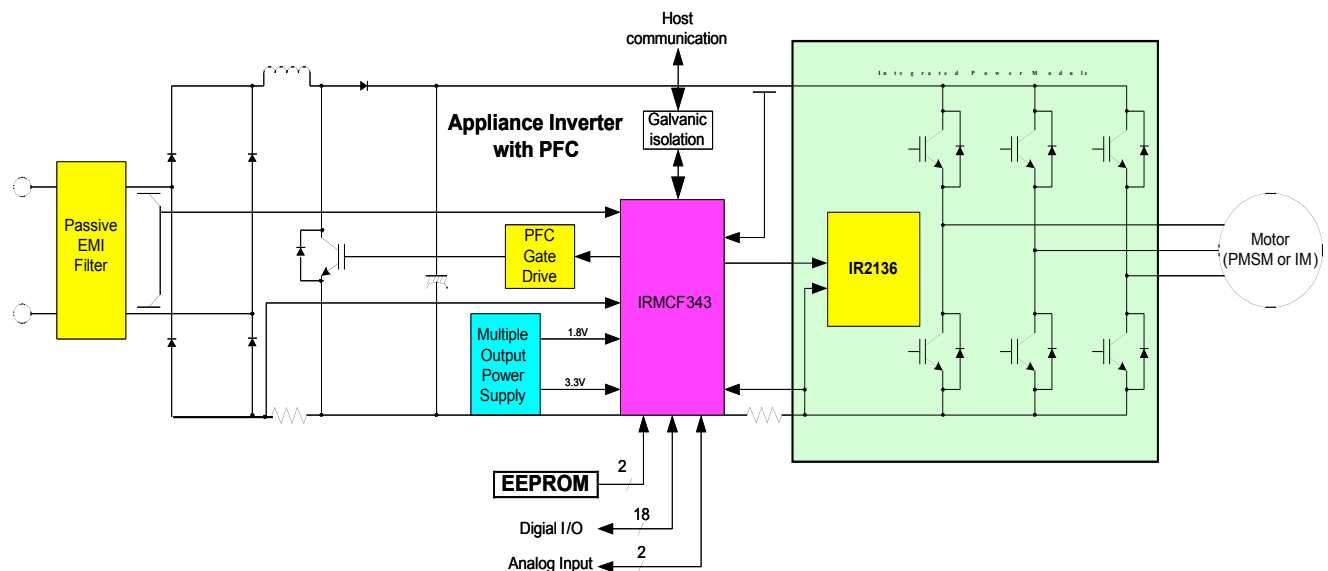 Host
communication
Integrated Power Module
Appliance Inverter
with PFC
Galvanic
isolation
Passive
EMI
Filter
PFC
Gate
Drive
IRMCF343
IR2136
Motor
(PMSM or IM)
Multiple
Output
Power
Supply
1.8V
3.3V
EEPROM
2
Digial I/O
18
Analog Input
2